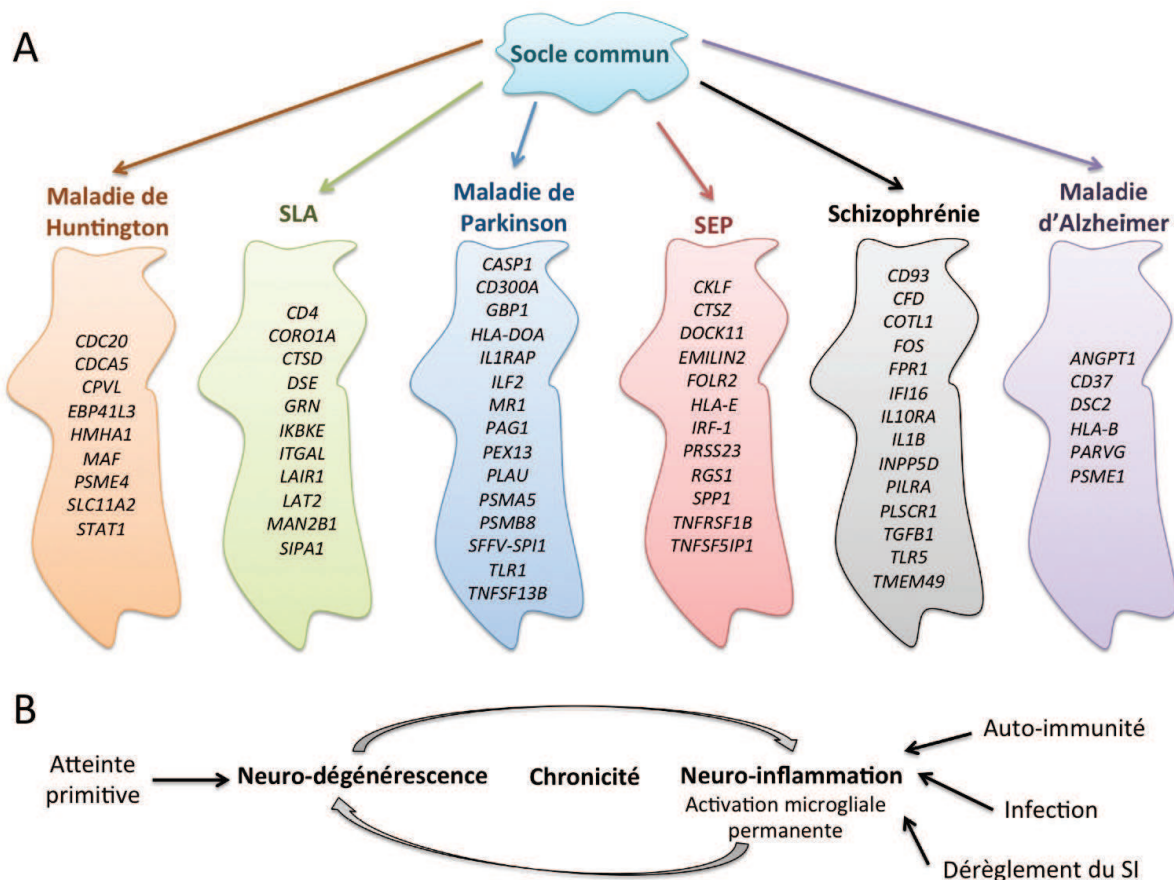 A
Socle commun
Maladie de
Huntington
CDC20
CDCA5
CPVL
EBP41L3
HMHA1
MAF
PSME4
SLC11A2
STAT1
SLA
CD4
CORO1A
CTSD
DSE
GRN
IKBKE
ITGAL
LAIR1
LAT2
MAN2B1
SIPA1
Maladie de
Parkinson
CASP1
CD300A
GBP1
HLA-DOA
IL1RAP
ILF2
MR1
PAG1
PEX13
PLAU
PSMA5
PSMB8
SFFV-SPI1
TLR1
TNFSF13B
SEP
CKLF
CTSZ
DOCK11
EMILIN2
FOLR2
HLA-E
IRF-1
PRSS23
RGS1
SPP1
TNFRSF1B
TNFSF5IP1
Schizophrénie
CD93
CFD
COTL1
FOS
FPR1
IFI16
IL10RA
IL1B
INPP5D
PILRA
PLSCR1
TGFB1
TLR5
TMEM49
Maladie
d'Alzheimer
ANGPT1
CD37
DSC2
HLA-B
PARVG
PSME1
B
Atteinte
primitive
Neuro-dégénérescence
Chronicité
Neuro-inflammation
Activation microgliale
permanente
Auto-immunité
Infection
Dérèglement du SI